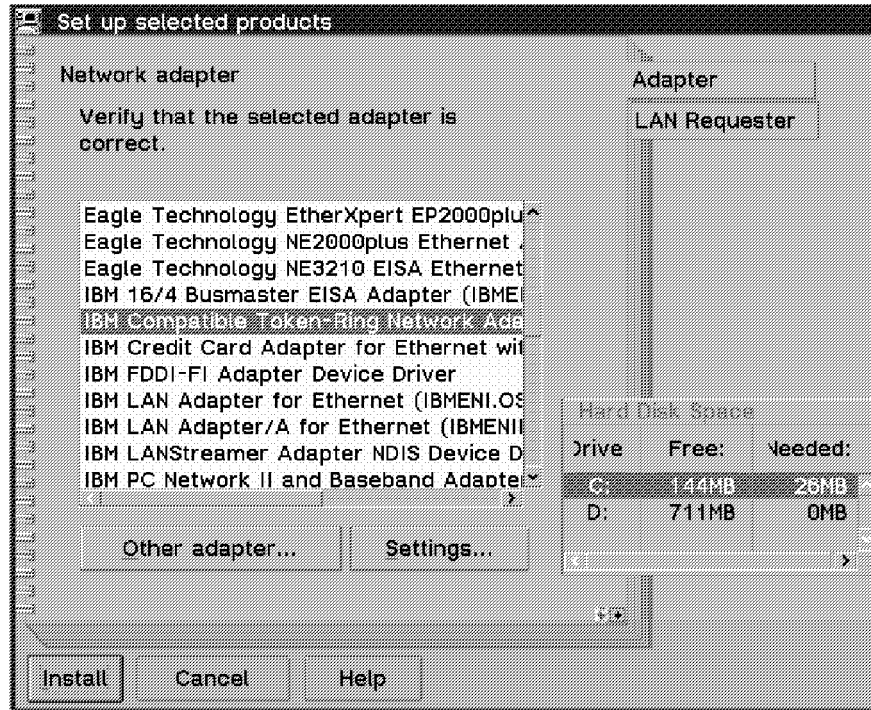 Set up selected products
Network adapter
Verify that the selected adapter is
correct.
Adapter
LAN Requester
Eagle Technology EtherXpert EP2000plu
Eagle Technology NE2000plus Ethernet
Eagle Technology NE3210 EISA Ethernet
IBM 16/4 Busmaster EISA Adapter (IBMEI
IBM Compatible Token-Ring Network Ada
IBM Credit Card Adapter for Ethernet wit
IBM FDDI-FI Adapter Device Driver
IBM LAN Adapter for Ethernet (IBMENI.OS
IBM LAN Adapter/A for Ethernet (IBMENII
IBM LANStreamer Adapter NDIS Device D
IBM PC Network II and Baseband Adapter
Other adapter...
Settings...
Hard Disk Space
Drive Free: Needed:
C: 144MB 26MB
D: 711MB 0MB
Install Cancel Help